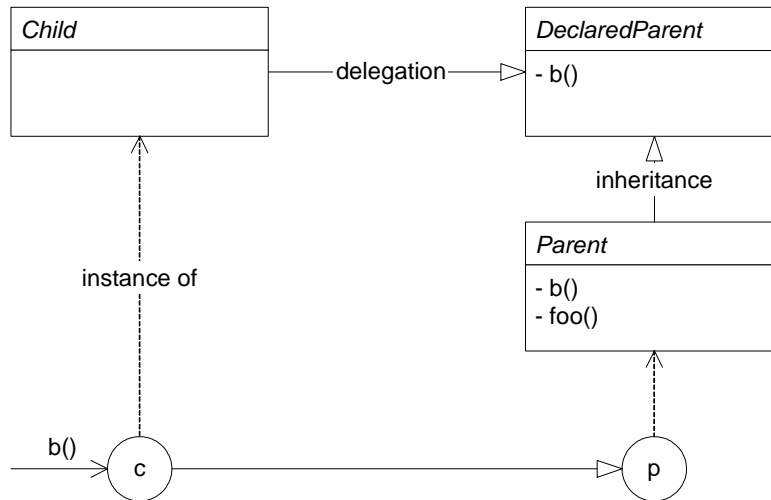 Child
DeclaredParent
delegation
- b()
inheritance
Parent
instance of
- b()
- foo()
b()
c
p